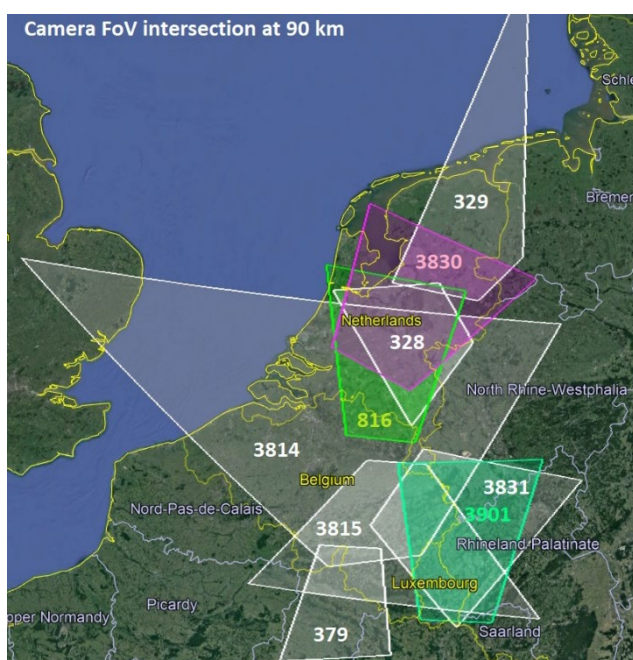 Camera FoV intersection at 90 km
Schle
329
Bremen
3830
Netherlands
328
North Rhine-Westphalia
816
3814
Belgium
3831
Nord-Pas-de-Calais
3901
3815
Rhineland-Palatinate
Luxembourg
Picardy
pper Normandy
379
Saarland